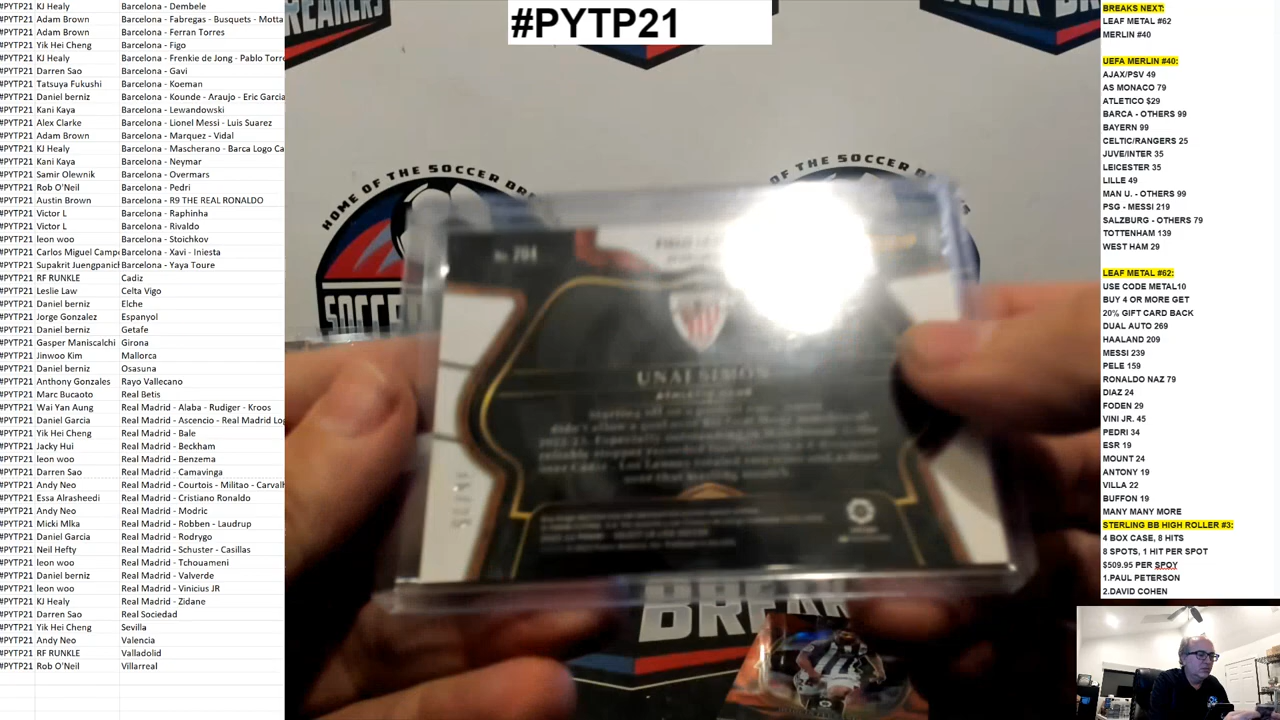 #PYTP21
#PYTP21 KJ Healy Barcelona - Dembele
#PYTP21 Adam Brown Barcelona - Fabregas - Busquets - Motta
#PYTP21 Adam Brown Barcelona - Ferran Torres
#PYTP21 Yik Hei Cheng Barcelona - Figo
#PYTP21 KJ Healy Barcelona - Frenkie de Jong - Pablo Torr
#PYTP21 Darren Sao Barcelona - Gavi
#PYTP21 Tatsuya Fukushi Barcelona - Koeman
#PYTP21 Daniel berniz Barcelona - Kounde - Araujo - Eric Garcia
#PYTP21 Kani Kaya Barcelona - Lewandowski
#PYTP21 Alex Clarke Barcelona - Lionel Messi - Luis Suarez
#PYTP21 Adam Brown Barcelona - Marquez - Vidal
#PYTP21 KJ Healy Barcelona - Mascherano - Barca Logo Ca
#PYTP21 Kani Kaya Barcelona - Neymar
#PYTP21 Samir Olewnik Barcelona - Overmars
#PYTP21 Rob O'Neil Barcelona - Pedri
#PYTP21 Austin Brown Barcelona - R9 THE REAL RONALDO
#PYTP21 Victor L Barcelona - Raphinha
#PYTP21 Victor L Barcelona - Rivaldo
#PYTP21 leon woo Barcelona - Stoichkov
#PYTP21 Carlos Miguel Campo Barcelona - Xavi - Iniesta
#PYTP21 Supakrit Juengpanich Barcelona - Yaya Toure
#PYTP21 RF RUNKLE Cadiz
#PYTP21 Leslie Law Celta Vigo
#PYTP21 Daniel berniz Elche
#PYTP21 Jorge Gonzalez Espanyol
#PYTP21 Daniel berniz Getafe
#PYTP21 Gasper Maniscalchi Girona
#PYTP21 Jinwoo Kim Mallorca
#PYTP21 Daniel berniz Osasuna
#PYTP21 Anthony Gonzales Rayo Vallecano
#PYTP21 Marc Bucaoto Real Betis
#PYTP21 Wai Yan Aung Real Madrid - Alaba - Rudiger - Kroos
#PYTP21 Daniel Garcia Real Madrid - Ascencio - Real Madrid Log
#PYTP21 Yik Hei Cheng Real Madrid - Bale
#PYTP21 Jacky Hui Real Madrid - Beckham
#PYTP21 leon woo Real Madrid - Benzema
#PYTP21 Darren Sao Real Madrid - Camavinga
#PYTP21 Andy Neo Real Madrid - Courtois - Militao - Carvalh
#PYTP21 Essa Alrasheedi Real Madrid - Cristiano Ronaldo
#PYTP21 Andy Neo Real Madrid - Modric
#PYTP21 Micki Mlka Real Madrid - Robben - Laudrup
#PYTP21 Daniel Garcia Real Madrid - Rodrygo
#PYTP21 Neil Hefty Real Madrid - Schuster - Casillas
#PYTP21 leon woo Real Madrid - Tchouameni
#PYTP21 Daniel berniz Real Madrid - Valverde
#PYTP21 leon woo Real Madrid - Vinicius JR
#PYTP21 KJ Healy Real Madrid - Zidane
#PYTP21 Darren Sao Real Sociedad
#PYTP21 Yik Hei Cheng Sevilla
#PYTP21 Andy Neo Valencia
#PYTP21 RF RUNKLE Valladolid
#PYTP21 Rob O'Neil Villarreal
HOME OF THE SOCCER
HOME OF THE SOCCER
UNAI SIMON
BREAK
BREAKS NEXT:
LEAF METAL #62
MERLIN #40
UEFA MERLIN #40:
AJAX/PSV 49
AS MONACO 79
ATLETICO $29
BARCA - OTHERS 99
BAYERN 99
CELTIC/RANGERS 25
JUVE/INTER 35
LEICESTER 35
LILLE 49
MAN U. - OTHERS 99
PSG - MESSI 219
SALZBURG - OTHERS 79
TOTTENHAM 139
WEST HAM 29
LEAF METAL #62:
USE CODE METAL10
BUY 4 OR MORE GET
20% GIFT CARD BACK
DUAL AUTO 269
HAALAND 209
MESSI 239
PELE 159
RONALDO NAZ 79
DIAZ 24
FODEN 29
VINI JR. 45
PEDRI 34
ESR 19
MOUNT 24
ANTONY 19
VILLA 22
BUFFON 19
MANY MANY MORE
STERLING BB HIGH ROLLER #3:
4 BOX CASE, 8 HITS
8 SPOTS, 1 HIT PER SPOT
$509.95 PER SPOY
1.PAUL PETERSON
2.DAVID COHEN